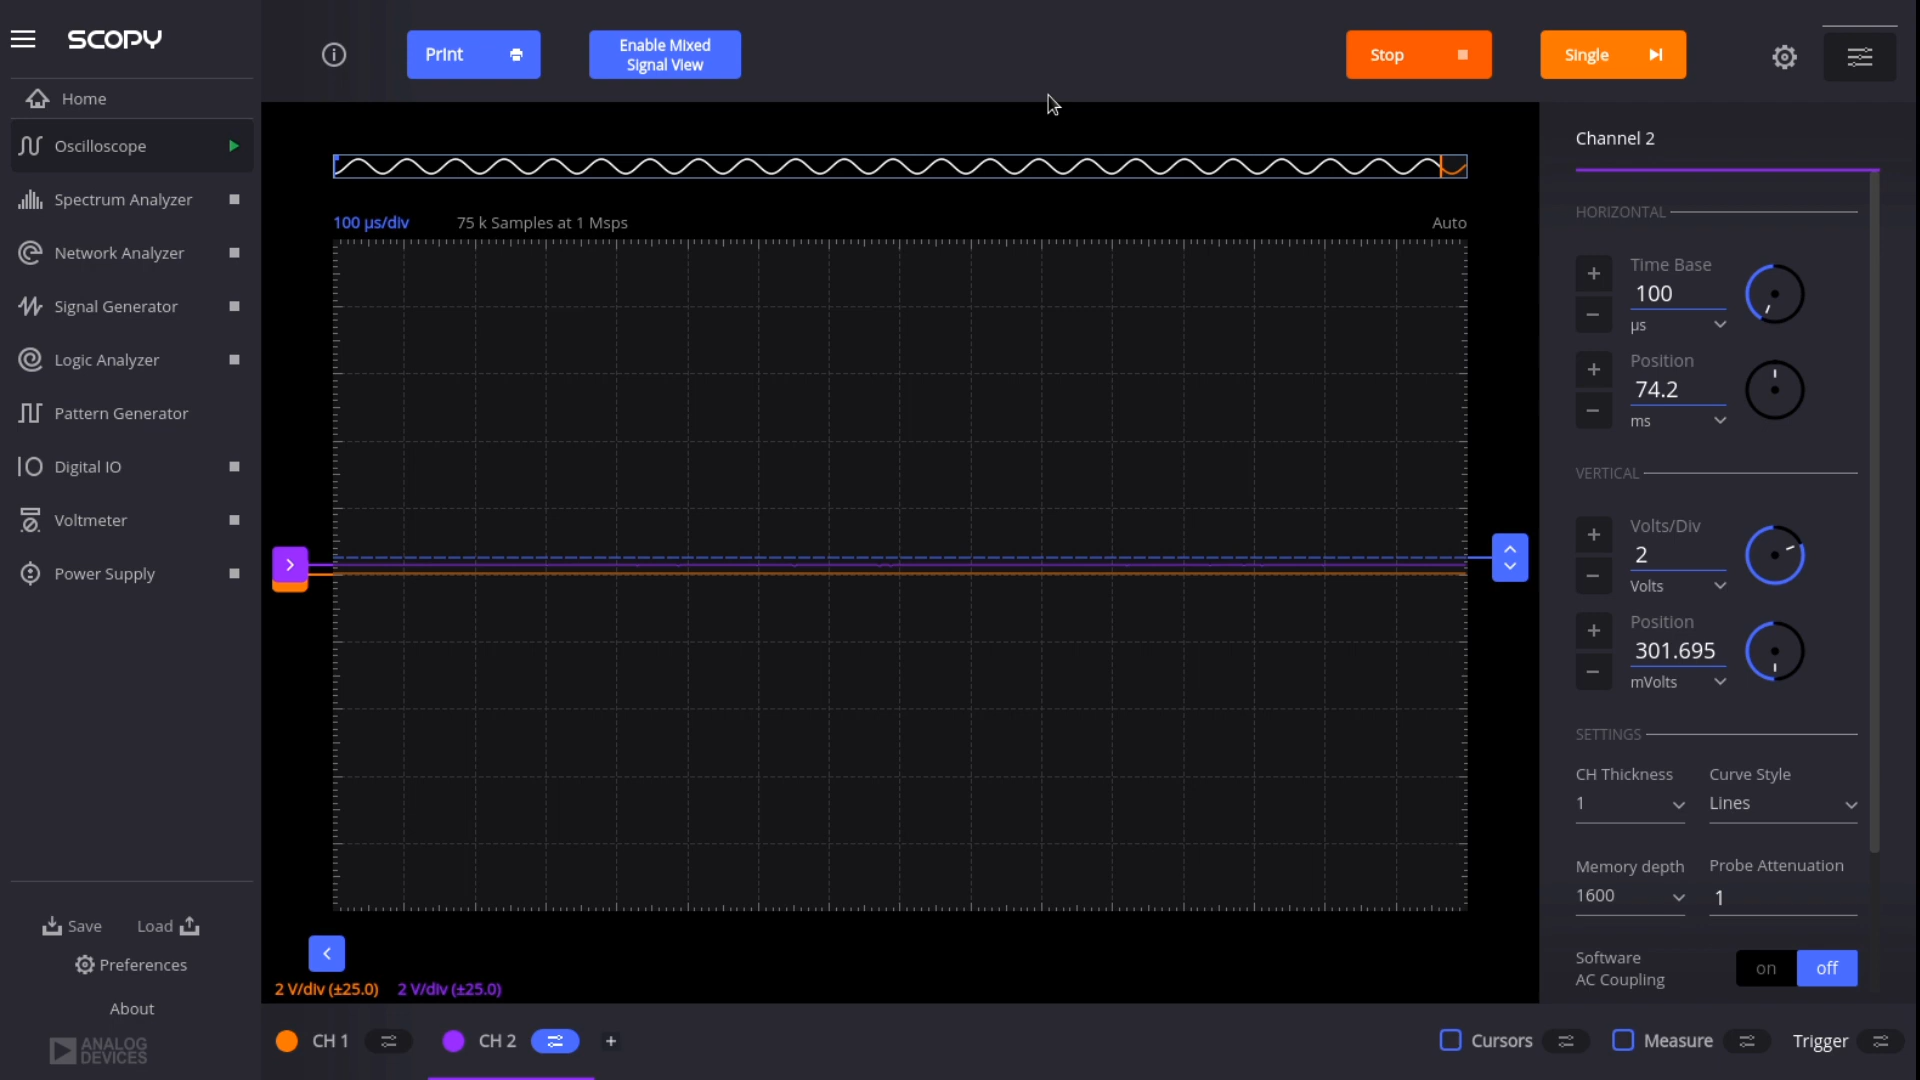 SCOPY
Print
Enable Mixed
Signal View
Stop
Single
Home
Oscilloscope
Spectrum Analyzer
Network Analyzer
Signal Generator
Logic Analyzer
Pattern Generator
Digital IO
Voltmeter
Power Supply
Save Load
Preferences
About
ANALOG
DEVICES
100 µs/div 75 k Samples at 1 Msps Auto
2 V/div (±25.0) 2 V/div (±25.0)
CH 1 CH 2 +
Cursors Measure Trigger
Channel 2
HORIZONTAL
+ Time Base
100
− µs
+ Position
74.2
− ms
VERTICAL
+ Volts/Div
2
− Volts
+ Position
301.695
− mVolts
SETTINGS
CH Thickness Curve Style
1 Lines
Memory depth Probe Attenuation
1600 1
Software
AC Coupling
on off